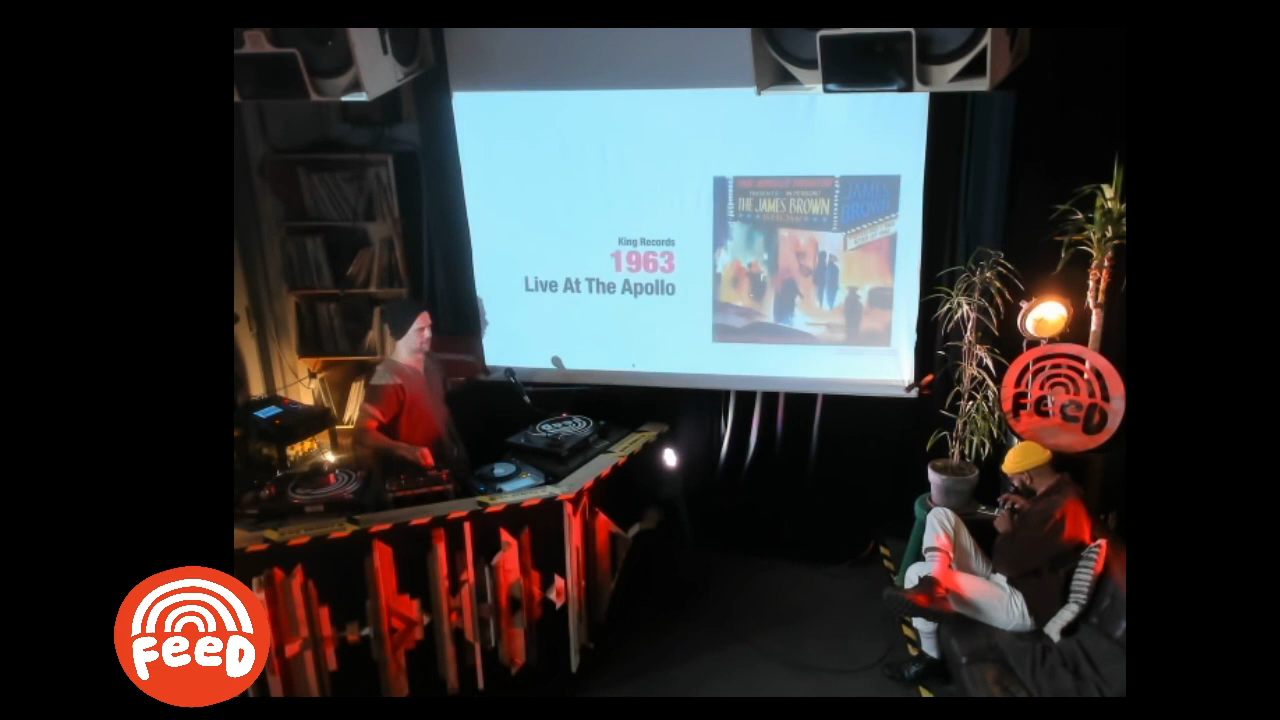 King Records
1963
Live At The Apollo
THE JAMES BROWN
JAMES
BROWN
FEED
FEED